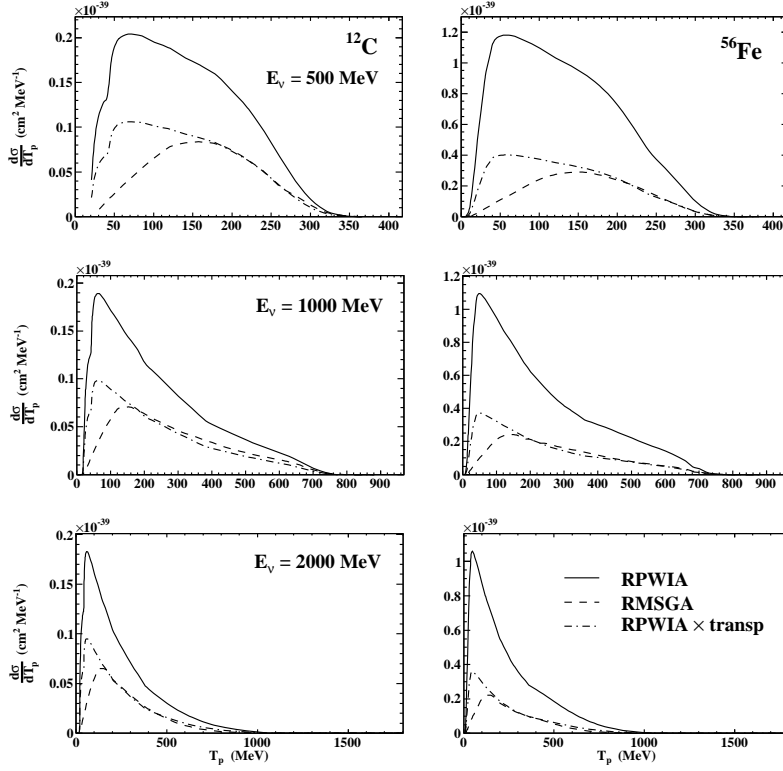 ×10⁻³⁹
0.2
0.15
0.1
0.05
0
0 50 100 150 200 250 300 350 400
¹²C
E_ν = 500 MeV
dσ/dT_p (cm² MeV⁻¹)
×10⁻³⁹
1.2
1
0.8
0.6
0.4
0.2
0
0 50 100 150 200 250 300 350 400
⁵⁶Fe
×10⁻³⁹
0.2
0.15
0.1
0.05
0
0 100 200 300 400 500 600 700 800 900
E_ν = 1000 MeV
dσ/dT_p (cm² MeV⁻¹)
×10⁻³⁹
1.2
1
0.8
0.6
0.4
0.2
0
0 100 200 300 400 500 600 700 800 900
×10⁻³⁹
0.2
0.15
0.1
0.05
0
0 500 1000 1500
E_ν = 2000 MeV
dσ/dT_p (cm² MeV⁻¹)
T_p (MeV)
×10⁻³⁹
1
0.8
0.6
0.4
0.2
0
0 500 1000 1500
RPWIA
RMSGA
RPWIA × transp
T_p (MeV)